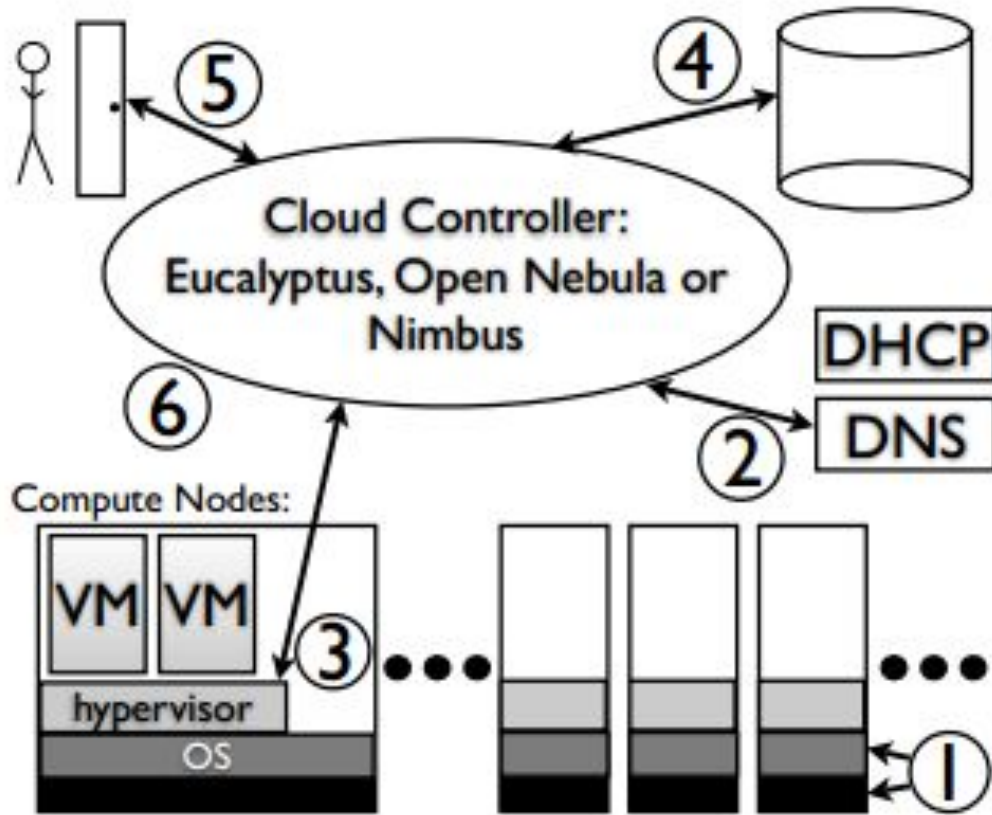 5
4
Cloud Controller:
Eucalyptus, Open Nebula or
Nimbus
DHCP
6
2
DNS
Compute Nodes:
VM VM
3
hypervisor
OS
1